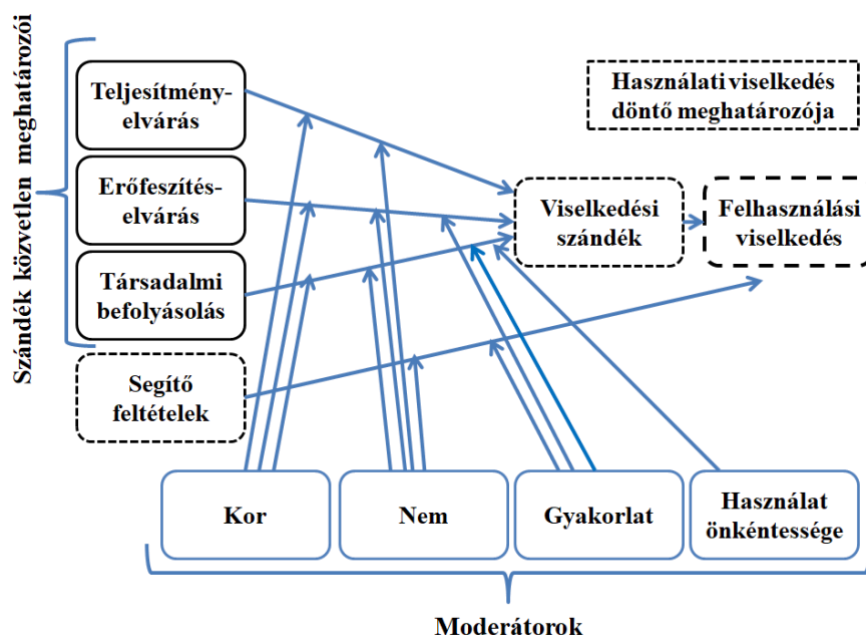 Szándék közvetlen meghatározói
Teljesítmény-
elvárás
Erőfeszítés-
elvárás
Társadalmi
befolyásolás
Segítő
feltételek
Használati viselkedés
döntő meghatározója
Viselkedési
szándék
Felhasználási
viselkedés
Kor
Nem
Gyakorlat
Használat
önkéntessége
Moderátorok